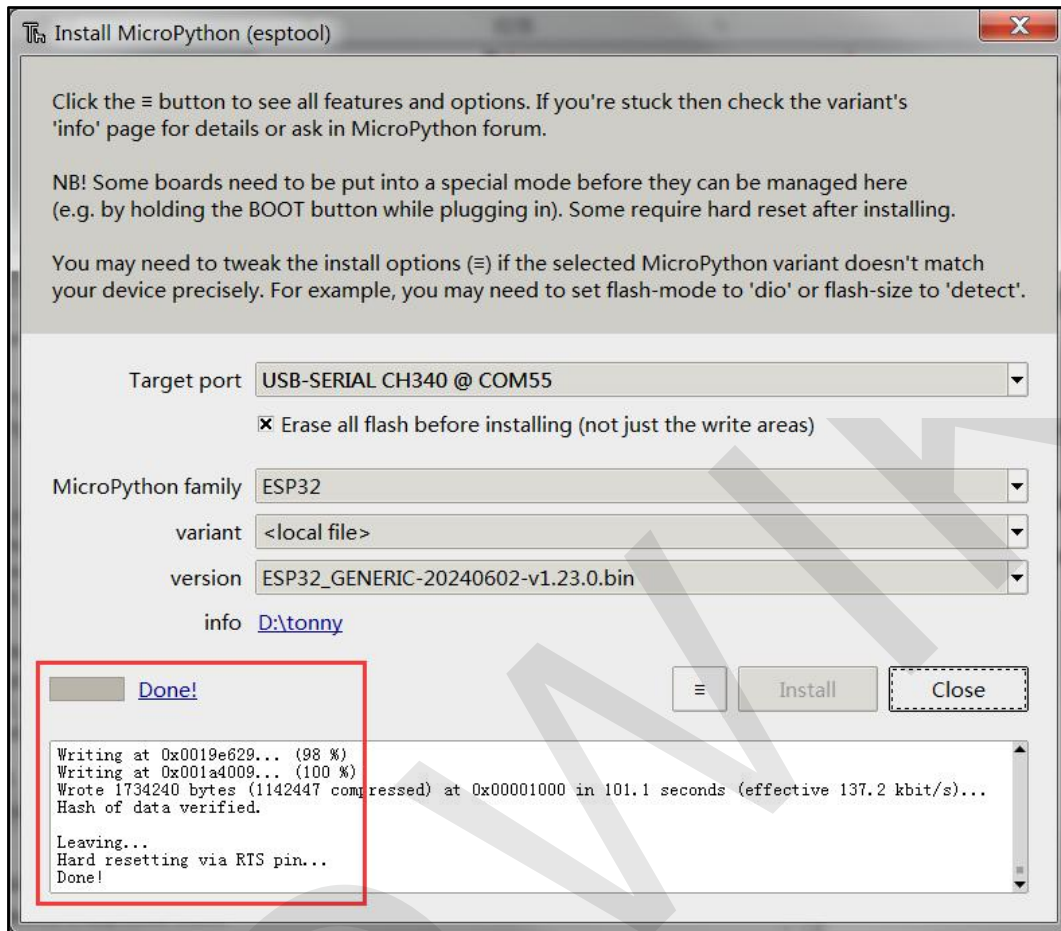 Install MicroPython (esptool)
Click the ≡ button to see all features and options. If you're stuck then check the variant's
'info' page for details or ask in MicroPython forum.
NB! Some boards need to be put into a special mode before they can be managed here
(e.g. by holding the BOOT button while plugging in). Some require hard reset after installing.
You may need to tweak the install options (≡) if the selected MicroPython variant doesn't match
your device precisely. For example, you may need to set flash-mode to 'dio' or flash-size to 'detect'.
Target port USB-SERIAL CH340 @ COM55
Erase all flash before installing (not just the write areas)
MicroPython family ESP32
variant <local file>
version ESP32_GENERIC-20240602-v1.23.0.bin
info D:\tonny
Done! ≡ Install Close
Writing at 0x0019e629... (98 %)
Writing at 0x001a4009... (100 %)
Wrote 1734240 bytes (1142447 compressed) at 0x00001000 in 101.1 seconds (effective 137.2 kbit/s)...
Hash of data verified.
Leaving...
Hard resetting via RTS pin...
Done!